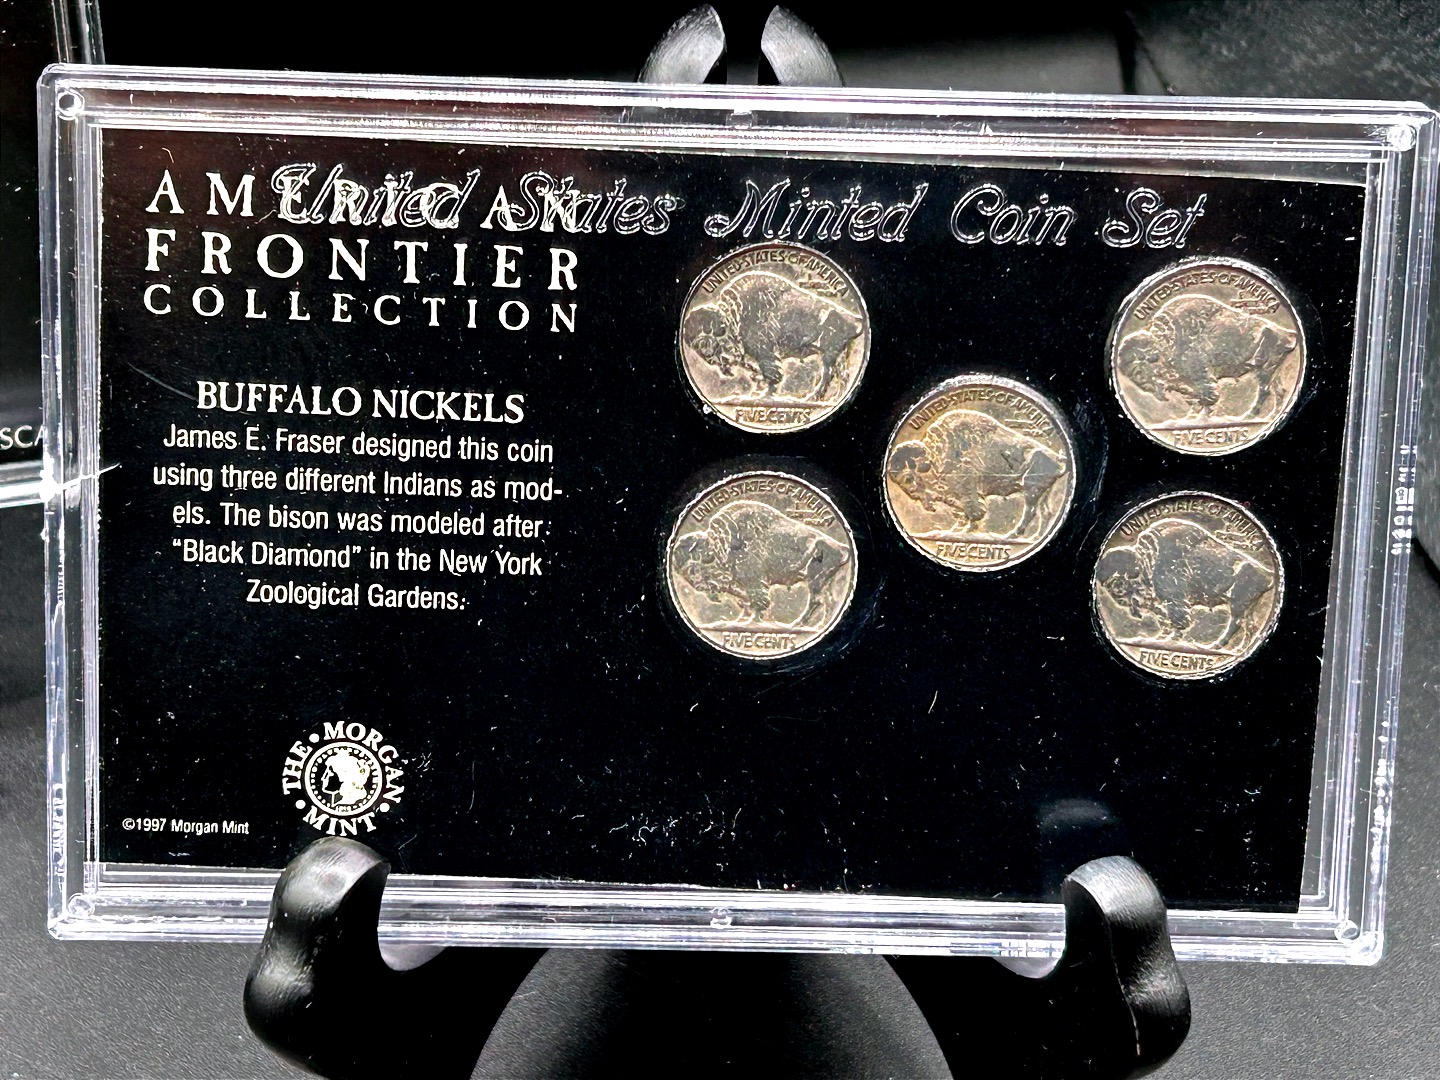 United States Minted Coin Set
AMERICAN
FRONTIER
COLLECTION
BUFFALO NICKELS
James E. Fraser designed this coin
using three different Indians as mod-
els. The bison was modeled after
“Black Diamond” in the New York
Zoological Gardens.
THE • MORGAN • MINT •
©1997 Morgan Mint
UNITED STATES OF AMERICA
FIVE CENTS
UNITED STATES OF AMERICA
FIVE CENTS
UNITED STATES OF AMERICA
FIVE CENTS
UNITED STATES OF AMERICA
FIVE CENTS
UNITED STATES OF AMERICA
FIVE CENTS
SCA